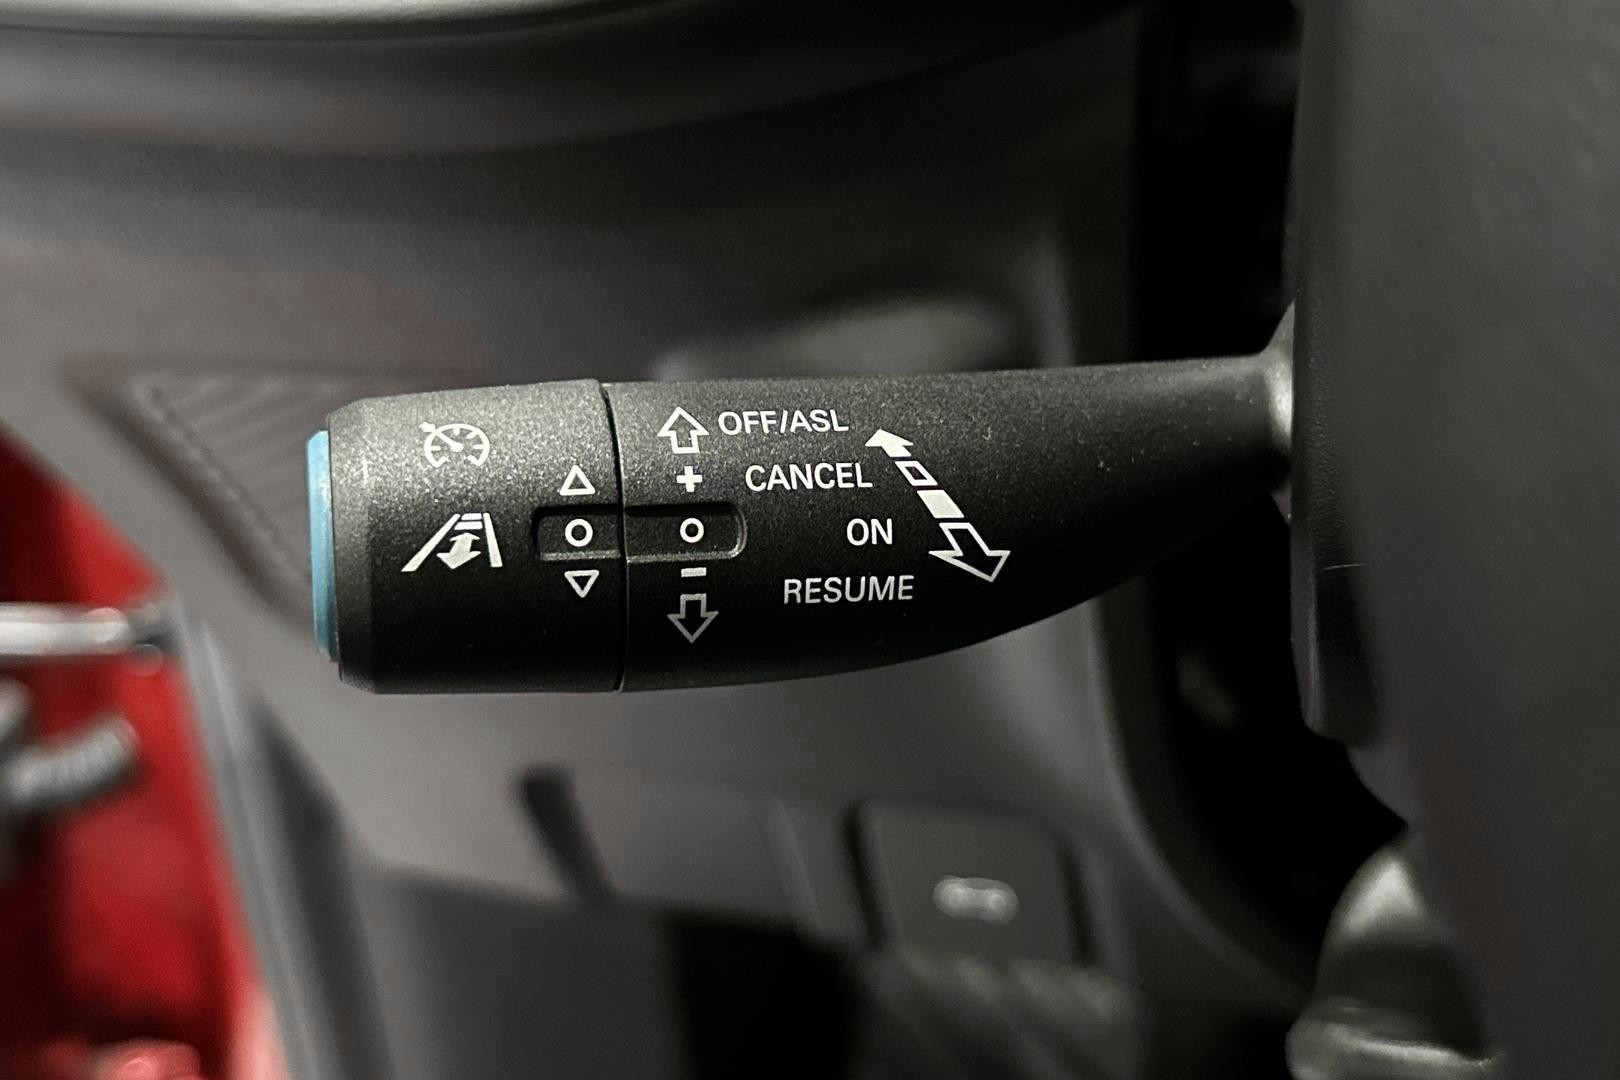 OFF/ASL
+
CANCEL
ON
-
RESUME